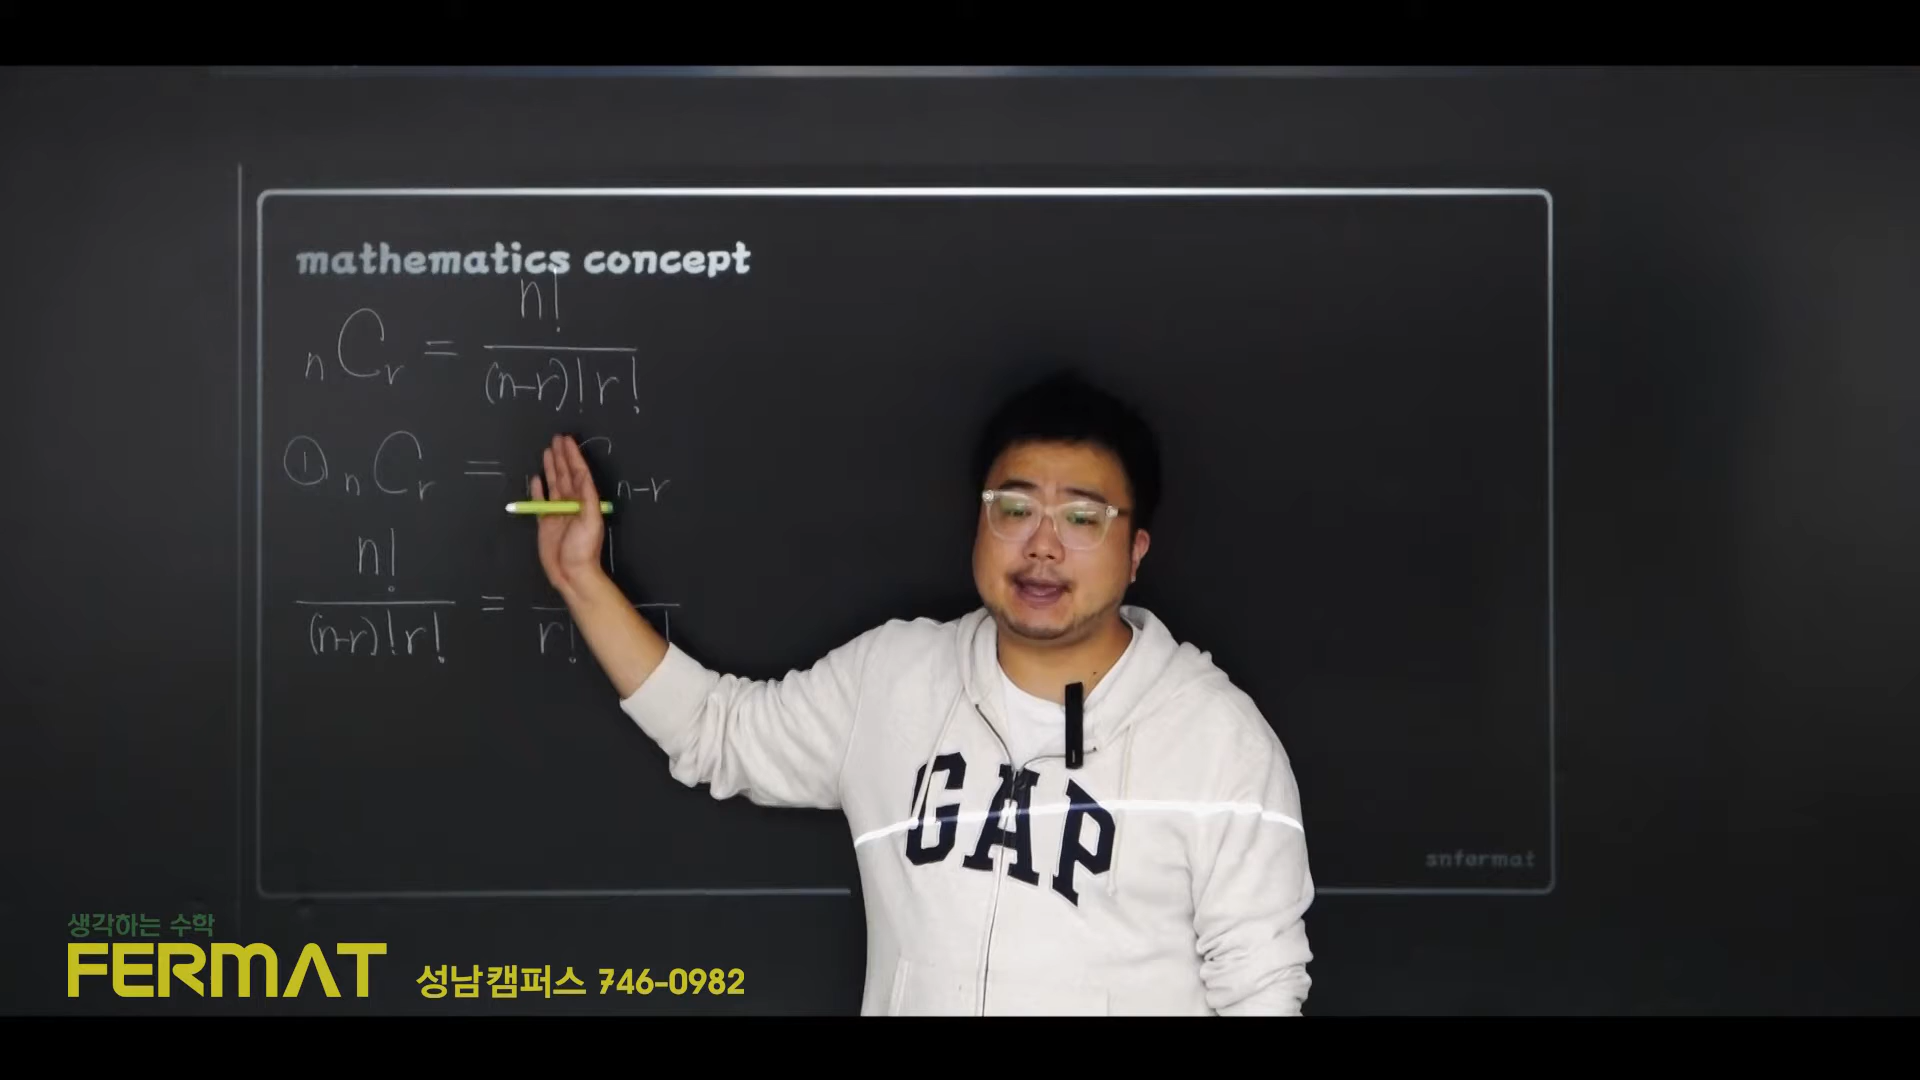 mathematics concept
nCr = n! / (n-r)! r!
① nCr = C n-r
n! / (n-r)! r! = r!
snfermat
GAP
생각하는 수학
FERMAT 성남캠퍼스 746-0982